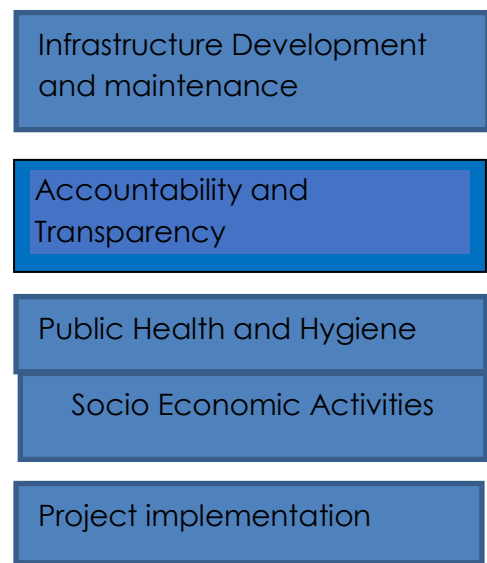 Infrastructure Development
and maintenance
Accountability and
Transparency
Public Health and Hygiene
Socio Economic Activities
Project implementation